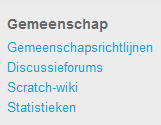 Gemeenschap
Gemeenschapsrichtlijnen
Discussieforums
Scratch-wiki
Statistieken